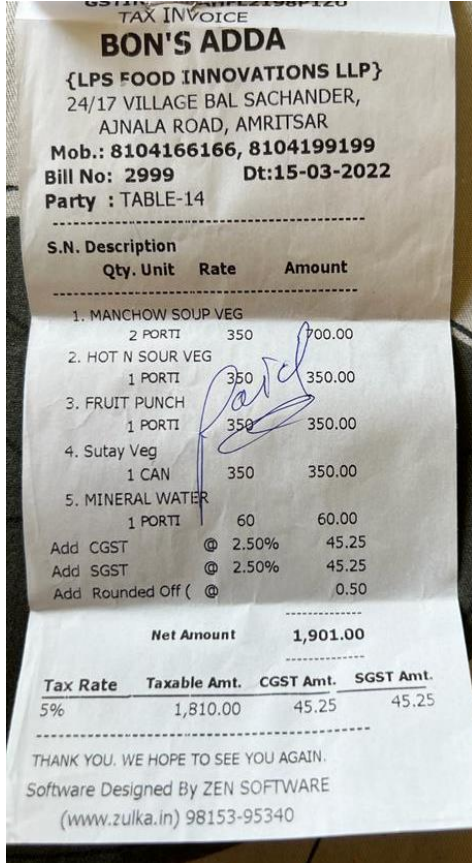 TAX INVOICE
BON'S ADDA
{LPS FOOD INNOVATIONS LLP}
24/17 VILLAGE BAL SACHANDER,
AJNALA ROAD, AMRITSAR
Mob.: 8104166166, 8104199199
Bill No: 2999 Dt:15-03-2022
Party : TABLE-14
S.N. Description
Qty. Unit Rate Amount
1. MANCHOW SOUP VEG
2 PORTI 350 700.00
2. HOT N SOUR VEG
1 PORTI 350 350.00
3. FRUIT PUNCH
1 PORTI 350 350.00
4. Sutay Veg
1 CAN 350 350.00
5. MINERAL WATER
1 PORTI 60 60.00
paid
Add CGST @ 2.50% 45.25
Add SGST @ 2.50% 45.25
Add Rounded Off ( @ 0.50
Net Amount 1,901.00
Tax Rate Taxable Amt. CGST Amt. SGST Amt.
5% 1,810.00 45.25 45.25
THANK YOU. WE HOPE TO SEE YOU AGAIN.
Software Designed By ZEN SOFTWARE
(www.zulka.in) 98153-95340